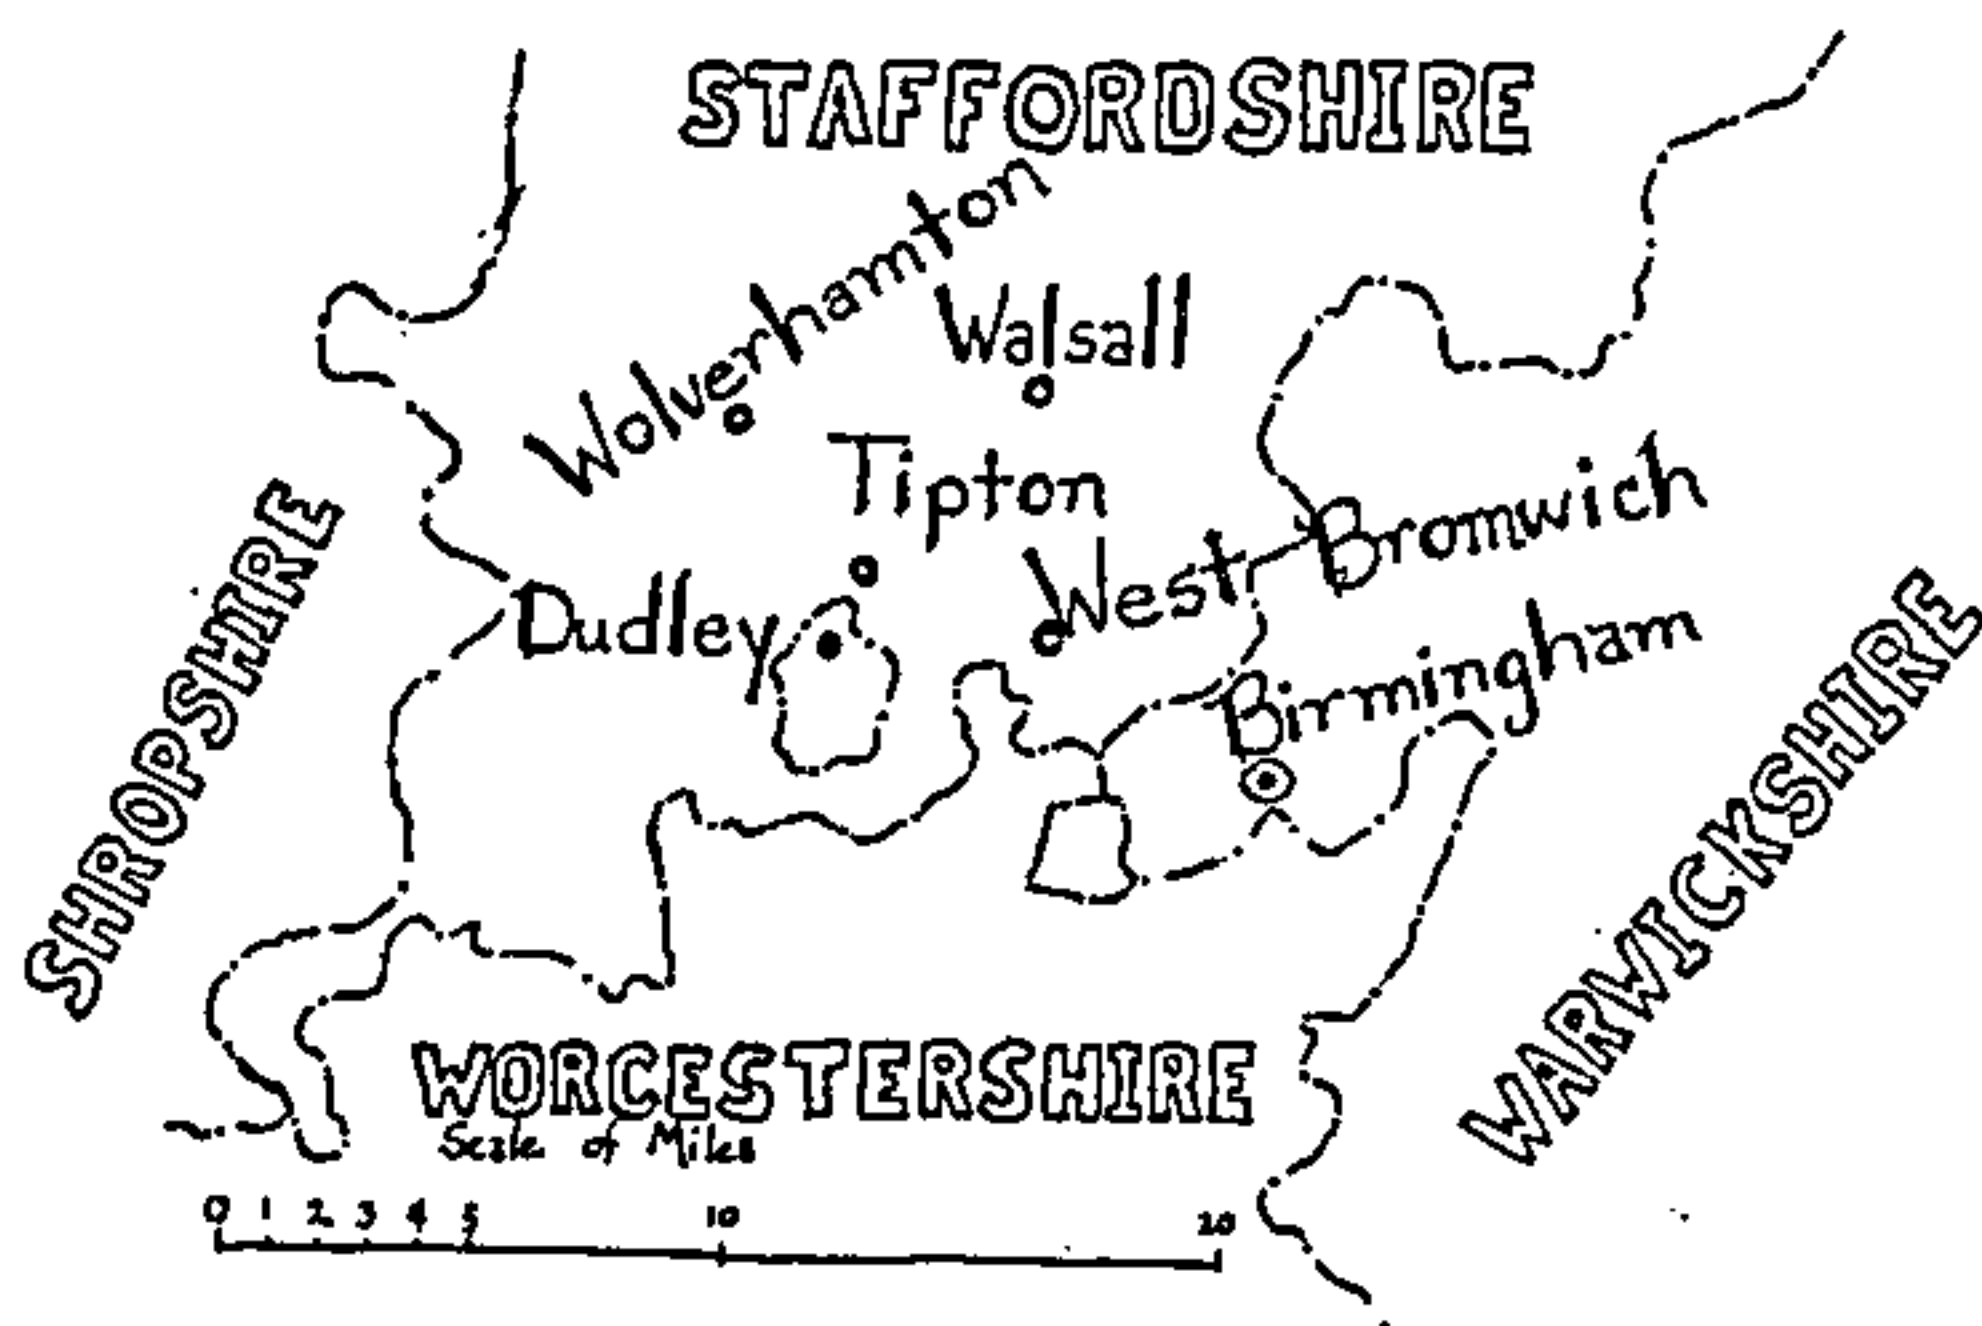 STAFFORDSHIRE
Wolverhamton
Walsall
Tipton
West Bromwich
Dudley
Birmingham
SHROPSHIRE
WARWICKSHIRE
WORCESTERSHIRE
Scale of Miles
0 1 2 3 4 5 10 20